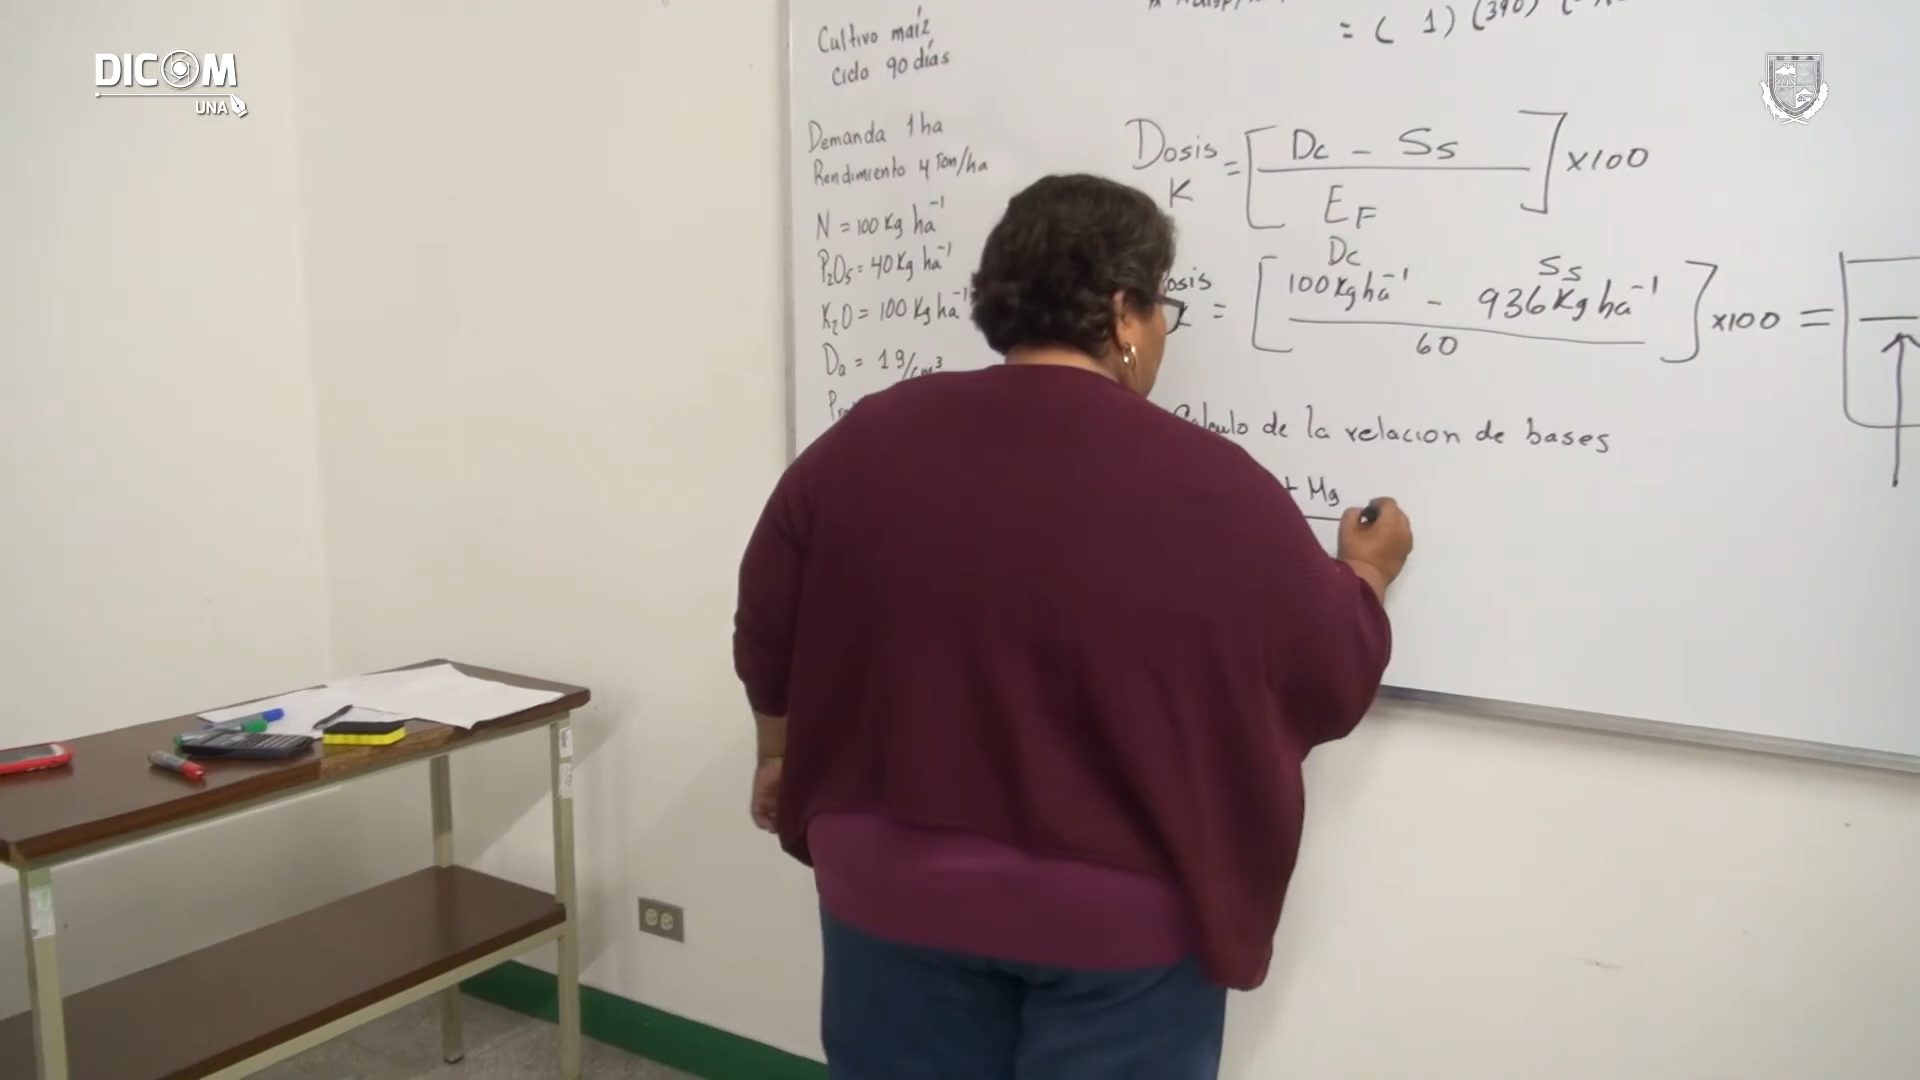 DICOM
UNA
Cultivo maíz
Ciclo 90 días
Demanda 1 ha
Rendimiento 4 Ton/ha
N = 100 Kg ha⁻¹
P₂O₅ = 40 Kg ha⁻¹
K₂O = 100 Kg ha⁻¹
Da = 1 g/cm³
= ( 1) (390)
Dosis K = [Dc - Ss / EF] x100
Dc Ss
= [100 Kg ha⁻¹ - 936 Kg ha⁻¹ / 60] x100 =
de la relacion de bases
+ Mg